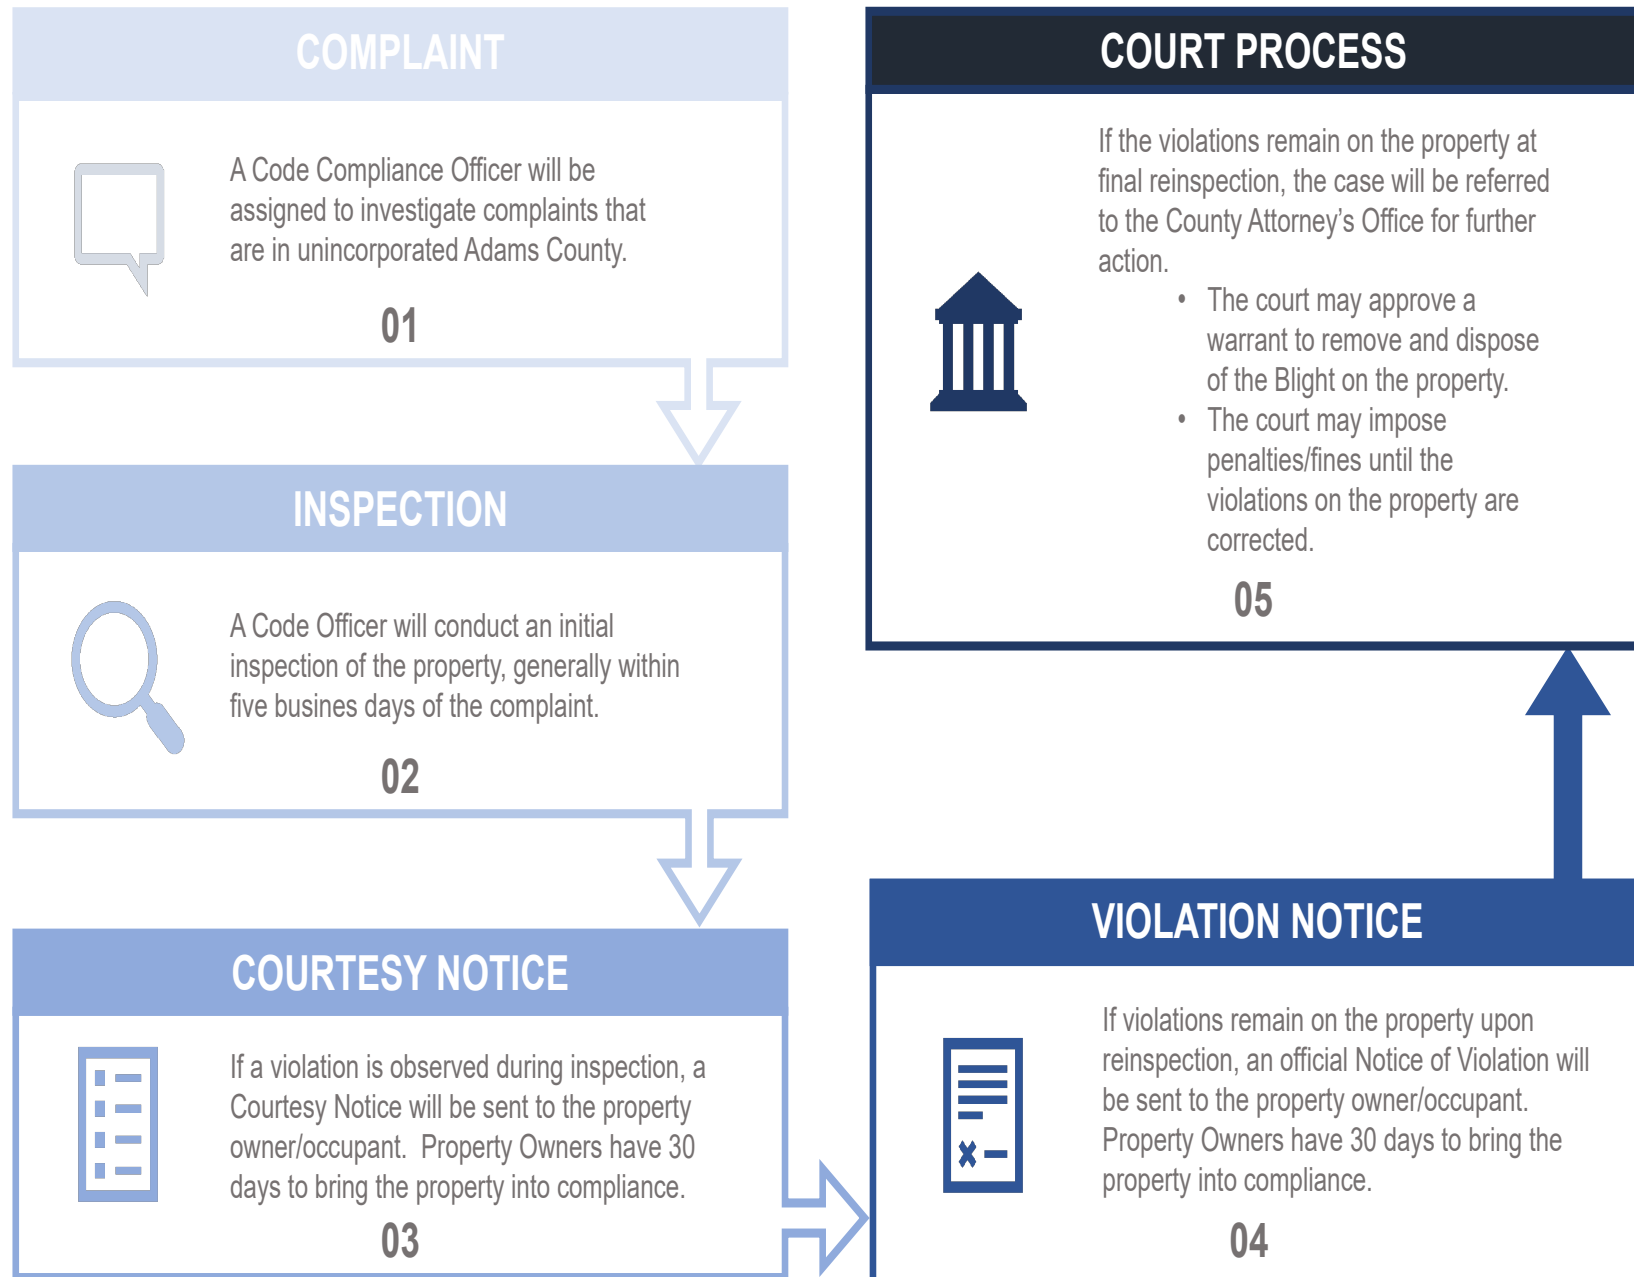 COMPLAINT
A Code Compliance Officer will be
assigned to investigate complaints that
are in unincorporated Adams County.
01
INSPECTION
A Code Officer will conduct an initial
inspection of the property, generally within
five busines days of the complaint.
02
COURTESY NOTICE
If a violation is observed during inspection, a
Courtesy Notice will be sent to the property
owner/occupant.  Property Owners have 30
days to bring the property into compliance.
03
VIOLATION NOTICE
If violations remain on the property upon
reinspection, an official Notice of Violation will
be sent to the property owner/occupant.
Property Owners have 30 days to bring the
property into compliance.
04
COURT PROCESS
If the violations remain on the property at
final reinspection, the case will be referred
to the County Attorney’s Office for further
action.
• The court may approve a
warrant to remove and dispose
of the Blight on the property.
• The court may impose
penalties/fines until the
violations on the property are
corrected.
05